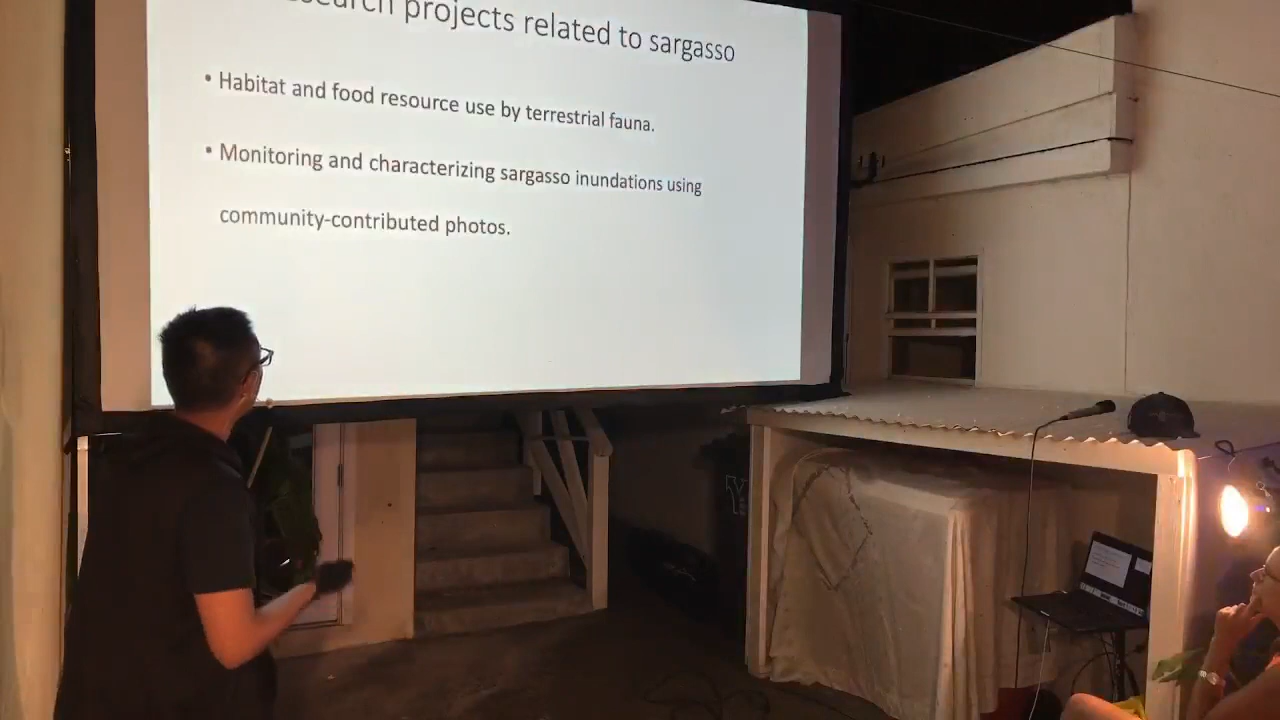 search projects related to sargasso
• Habitat and food resource use by terrestrial fauna.
• Monitoring and characterizing sargasso inundations using
community-contributed photos.